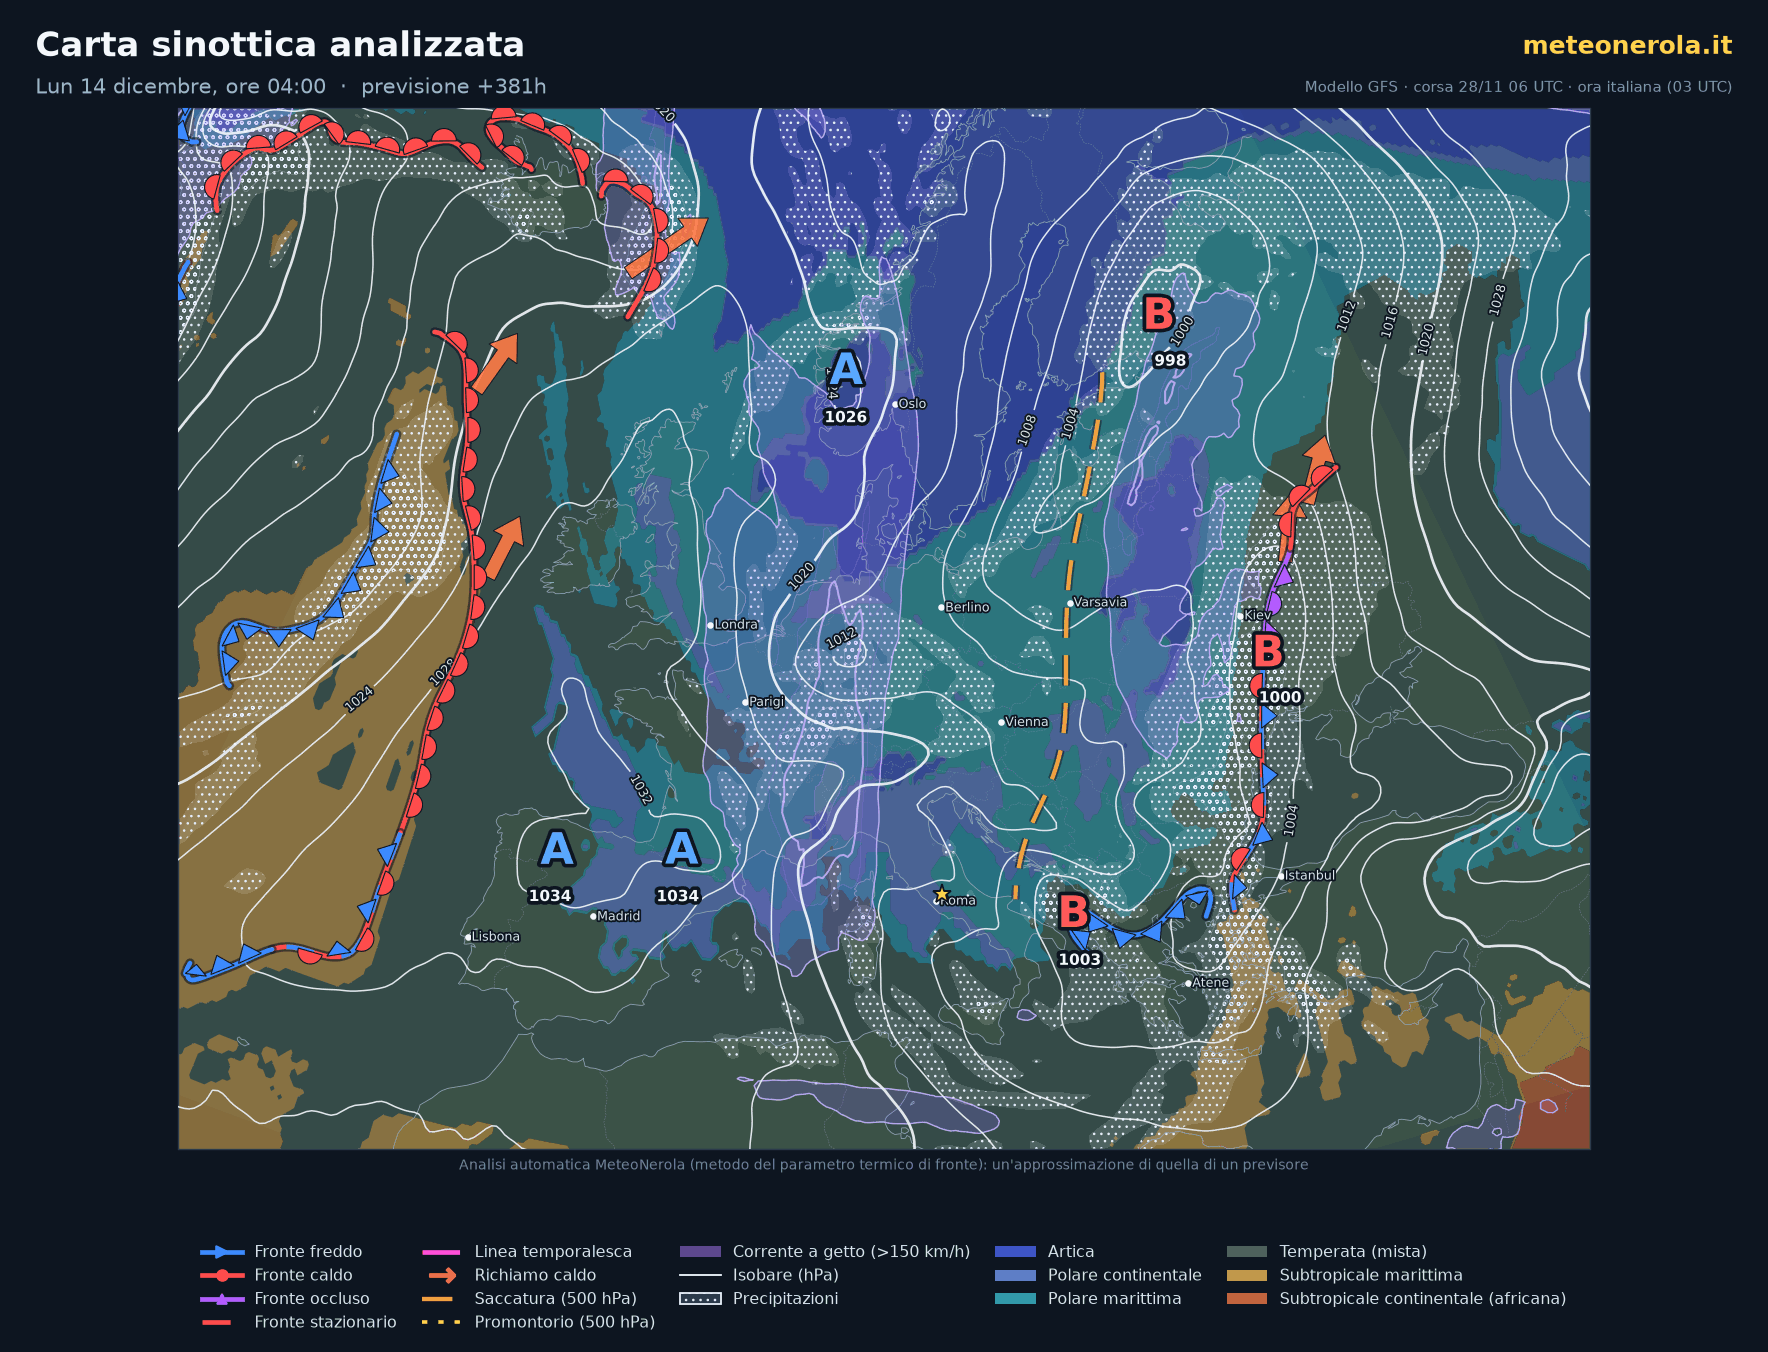 Carta sinottica analizzata
meteonerola.it
Lun 14 dicembre, ore 04:00 · previsione +381h
Modello GFS · corsa 28/11 06 UTC · ora italiana (03 UTC)
1028
1012
1016
1020
B
1000
998
A
1026
Oslo
1008
1004
1020
Berlino
Varsavia
Londra
Kiev
1012
B
1028
1024
1000
Parigi
Vienna
1032
1004
A
A
1034
1034
Istanbul
Roma
Madrid
B
Lisbona
1003
Atene
Analisi automatica MeteoNerola (metodo del parametro termico di fronte): un'approssimazione di quella di un previsore
Fronte freddo
Fronte caldo
Fronte occluso
Fronte stazionario
Linea temporalesca
Richiamo caldo
Saccatura (500 hPa)
Promontorio (500 hPa)
Corrente a getto (>150 km/h)
Isobare (hPa)
Precipitazioni
Artica
Polare continentale
Polare marittima
Temperata (mista)
Subtropicale marittima
Subtropicale continentale (africana)